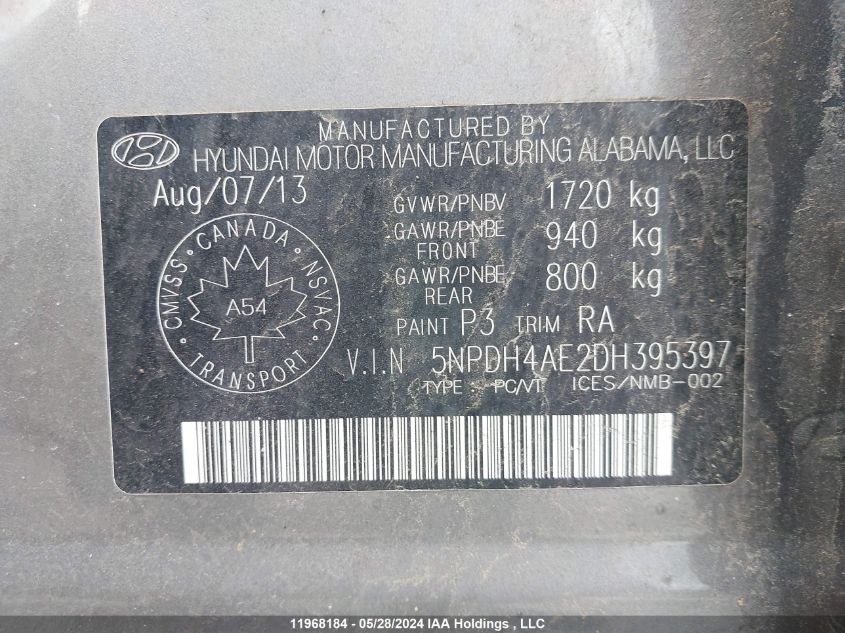 MANUFACTURED BY
HYUNDAI MOTOR MANUFACTURING ALABAMA, LLC
Aug/07/13
GVWR/PNBV 1720 kg
GAWR/PNBE FRONT 940 kg
GAWR/PNBE REAR 800 kg
PAINT P3 TRIM RA
CANADA
CMVSS NSVAC
A54
TRANSPORT
V.I.N 5NPDH4AE2DH395397
TYPE : PC/VT ICES/NMB-002
11968184 - 05/28/2024 IAA Holdings , LLC